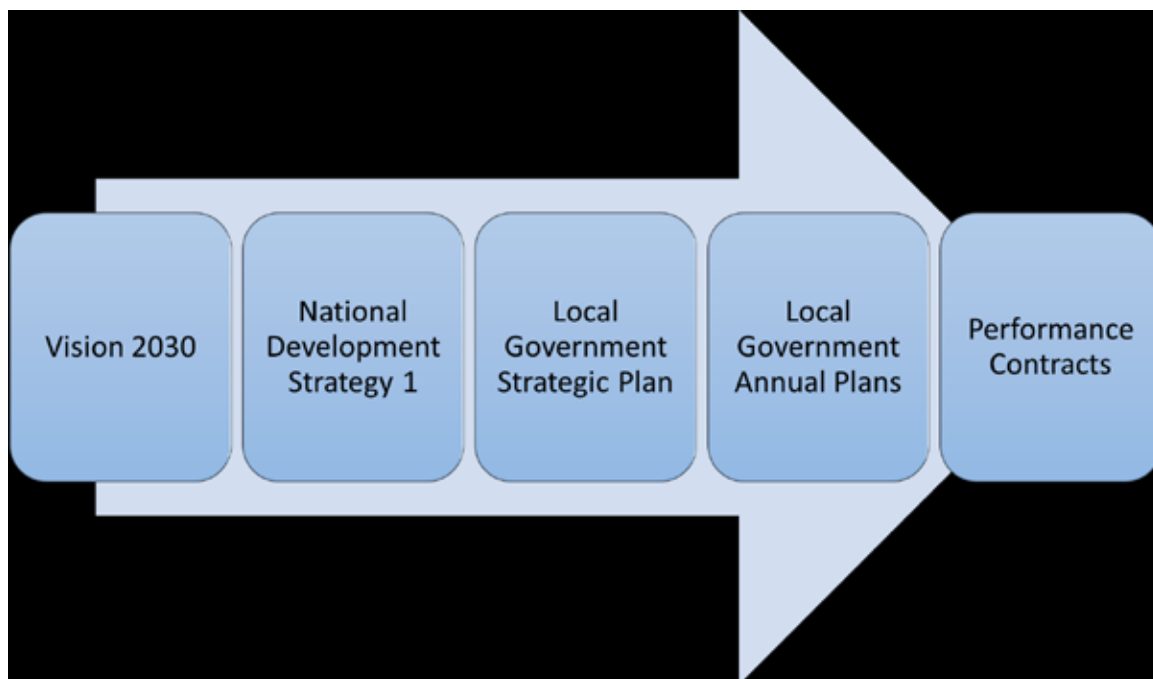 Vision 2030
National
Development
Strategy 1
Local
Government
Strategic Plan
Local
Government
Annual Plans
Performance
Contracts